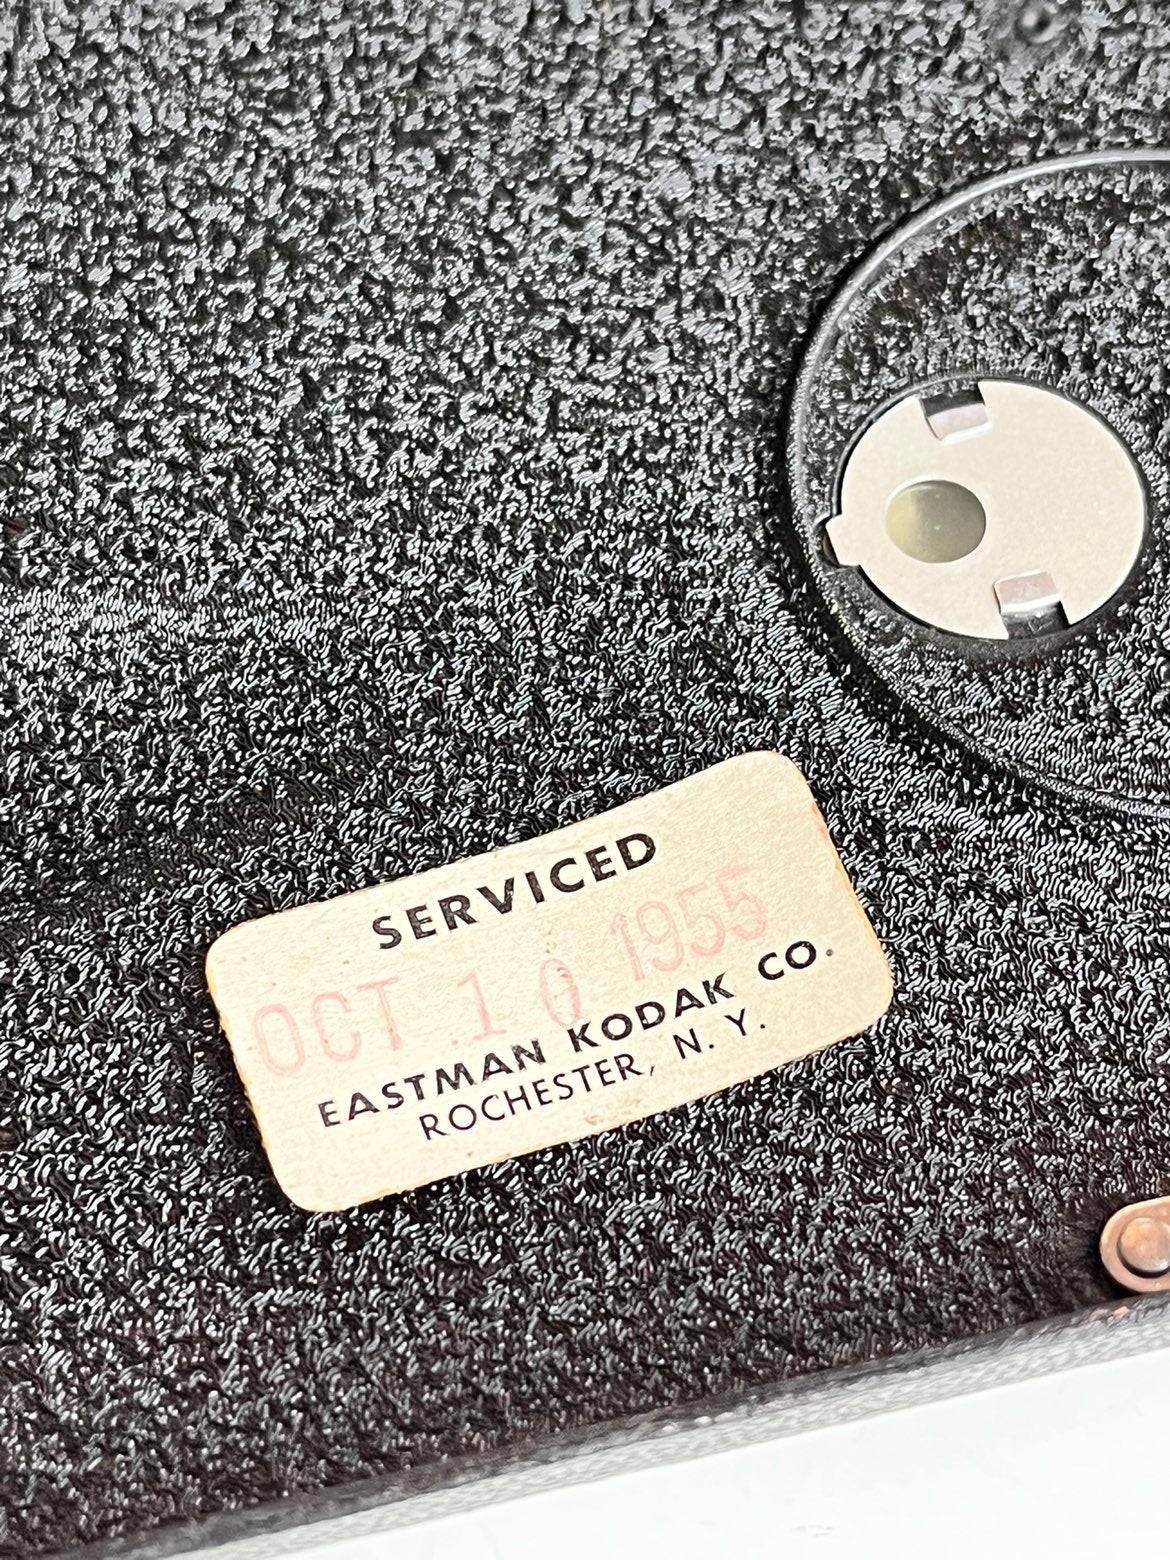 SERVICED
OCT 10 1955
EASTMAN KODAK CO.
ROCHESTER, N. Y.